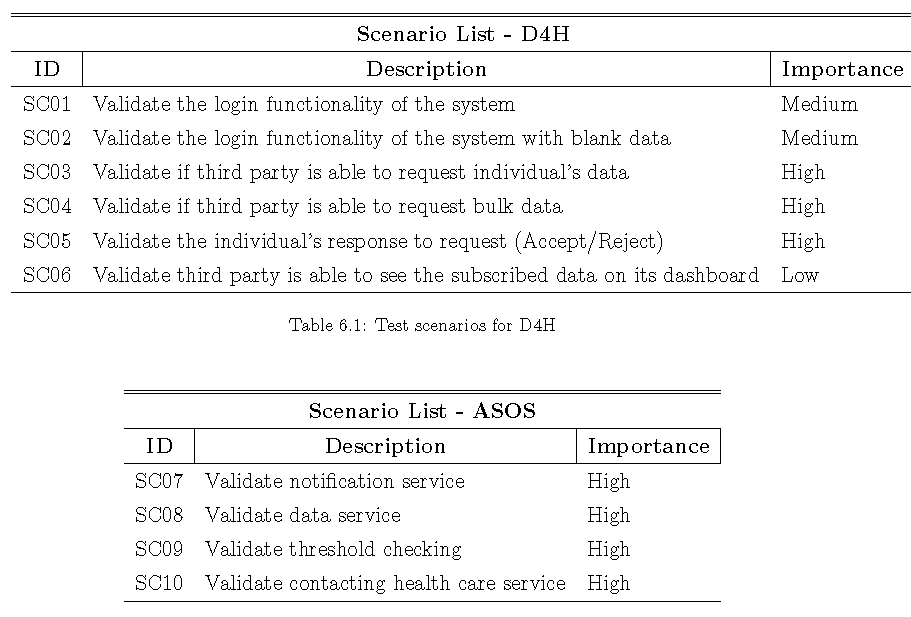 Scenario List - D4H
ID Description Importance
SC01 Validate the login functionality of the system Medium
SC02 Validate the login functionality of the system with blank data Medium
SC03 Validate if third party is able to request individual's data High
SC04 Validate if third party is able to request bulk data High
SC05 Validate the individual's response to request (Accept/Reject) High
SC06 Validate third party is able to see the subscribed data on its dashboard Low
Table 6.1: Test scenarios for D4H
Scenario List - ASOS
ID Description Importance
SC07 Validate notification service High
SC08 Validate data service High
SC09 Validate threshold checking High
SC10 Validate contacting health care service High